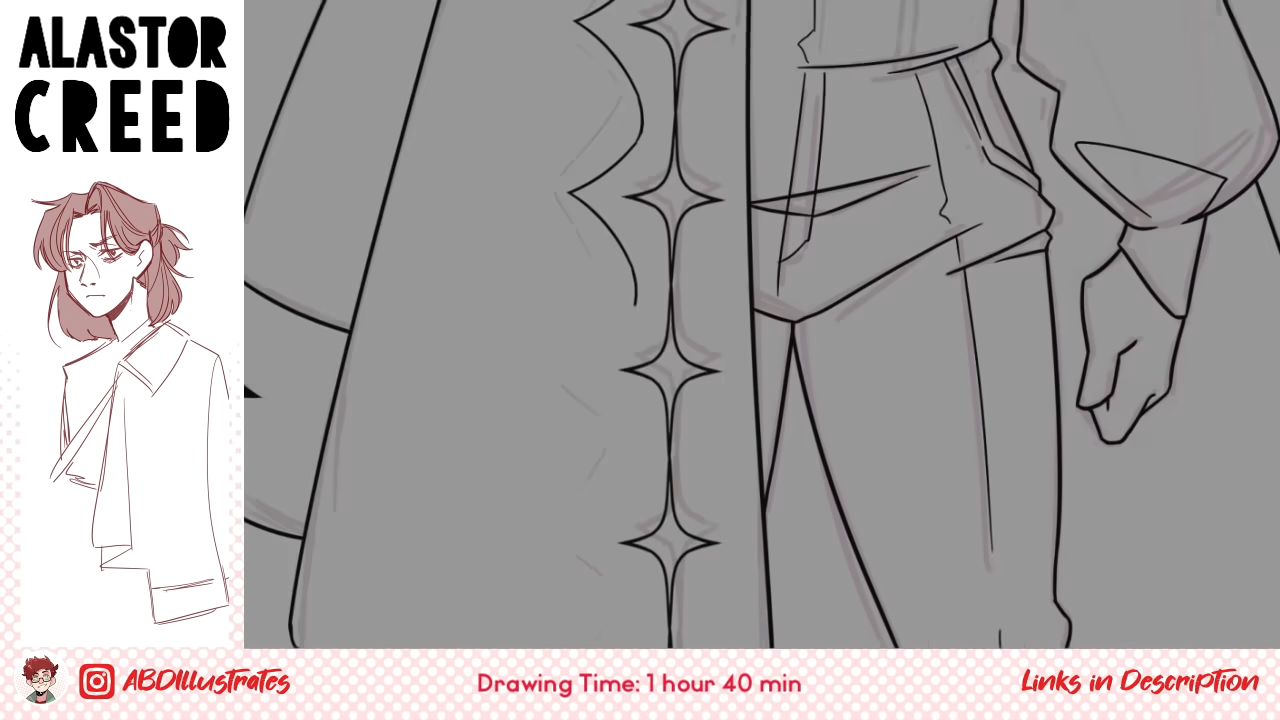 ALASTOR
CREED
ABDIllustrates
Drawing Time: 1 hour 40 min
Links in Description